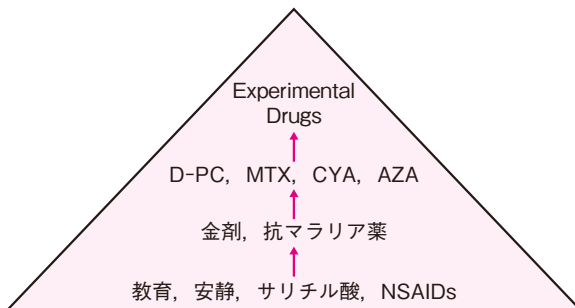 Experimental
Drugs
D-PC, MTX, CYA, AZA
金剤, 抗マラリア薬
教育, 安静, サリチル酸, NSAIDs